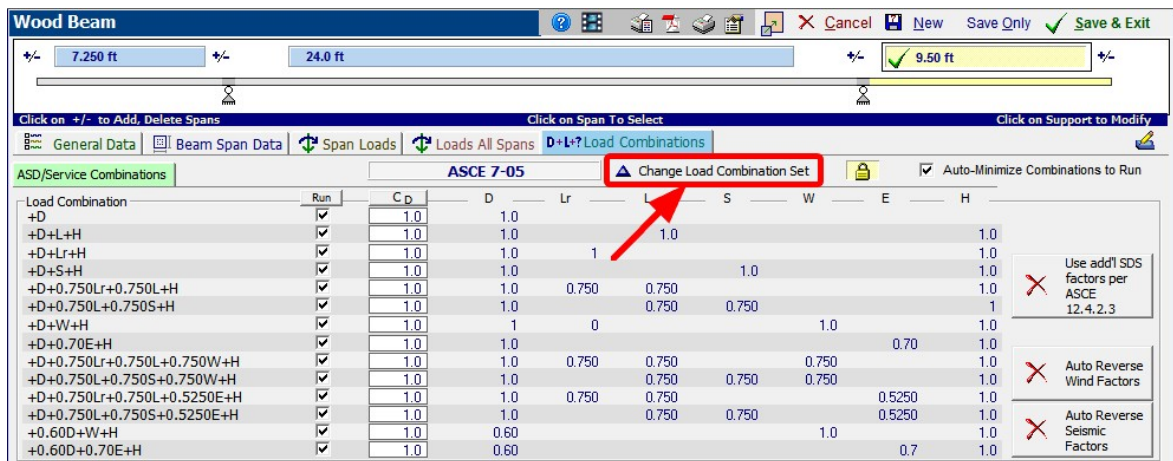 Wood Beam ? Cancel New Save Only Save & Exit
+/- 7.250 ft +/- 24.0 ft +/- 9.50 ft +/-
Click on +/- to Add, Delete Spans Click on Span To Select Click on Support to Modify
General Data Beam Span Data Span Loads Loads All Spans D+L+? Load Combinations
ASD/Service Combinations ASCE 7-05 Change Load Combination Set Auto-Minimize Combinations to Run
Load Combination Run C D D Lr L S W E H
+D 1.0 1.0
+D+L+H 1.0 1.0 1.0 1.0
+D+Lr+H 1.0 1.0 1 1.0
+D+S+H 1.0 1.0 1.0 1.0
+D+0.750Lr+0.750L+H 1.0 1.0 0.750 0.750 1.0
+D+0.750L+0.750S+H 1.0 1.0 0.750 0.750 1
+D+W+H 1.0 1 0 1.0 1.0
+D+0.70E+H 1.0 1.0 0.70 1.0
+D+0.750Lr+0.750L+0.750W+H 1.0 1.0 0.750 0.750 0.750 1.0
+D+0.750L+0.750S+0.750W+H 1.0 1.0 0.750 0.750 0.750 1.0
+D+0.750Lr+0.750L+0.5250E+H 1.0 1.0 0.750 0.750 0.5250 1.0
+D+0.750L+0.750S+0.5250E+H 1.0 1.0 0.750 0.750 0.5250 1.0
+0.60D+W+H 1.0 0.60 1.0 1.0
+0.60D+0.70E+H 1.0 0.60 0.7 1.0
Use add'l SDS
factors per
ASCE
12.4.2.3
Auto Reverse
Wind Factors
Auto Reverse
Seismic
Factors